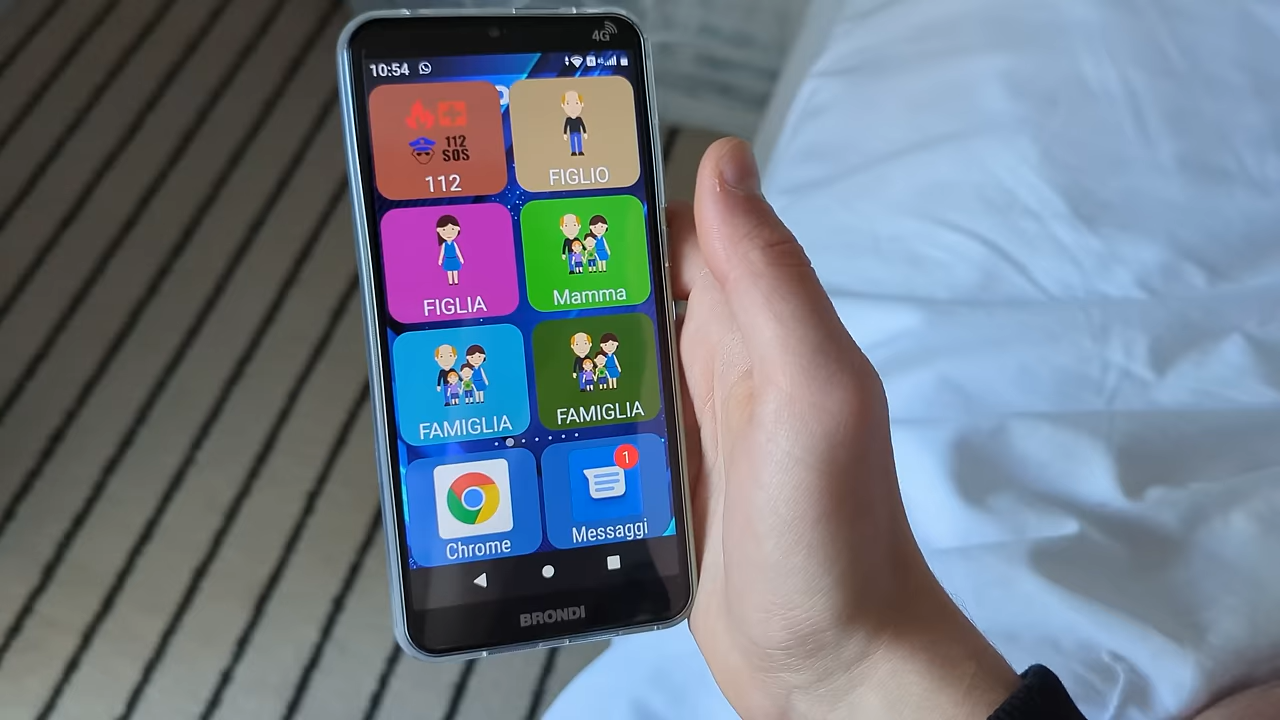 4G
10:54
112
SOS
112
FIGLIO
FIGLIA
Mamma
FAMIGLIA
FAMIGLIA
Chrome
1
Messaggi
BRONDI